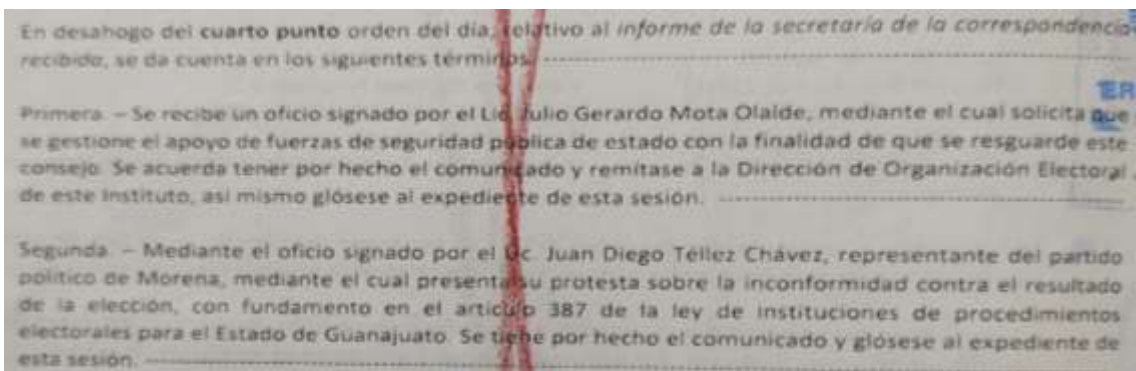 En desahogo del cuarto punto orden del día, relativo al informe de la secretaría de la correspondencia
recibida, se da cuenta en los siguientes términos.
Primera. – Se recibe un oficio signado por el Lic Julio Gerardo Mota Olalde, mediante el cual solicita que
se gestione el apoyo de fuerzas de seguridad pública de estado con la finalidad de que se resguarde este
consejo. Se acuerda tener por hecho el comunicado y remítase a la Dirección de Organización Electoral
de este Instituto, así mismo glósese al expediente de esta sesión.
Segunda. – Mediante el oficio signado por el Lic. Juan Diego Téllez Chávez, representante del partido
político de Morena, mediante el cual presenta su protesta sobre la inconformidad contra el resultado
de la elección, con fundamento en el artículo 387 de la ley de instituciones de procedimientos
electorales para el Estado de Guanajuato. Se tiene por hecho el comunicado y glósese al expediente de
esta sesión.
ER